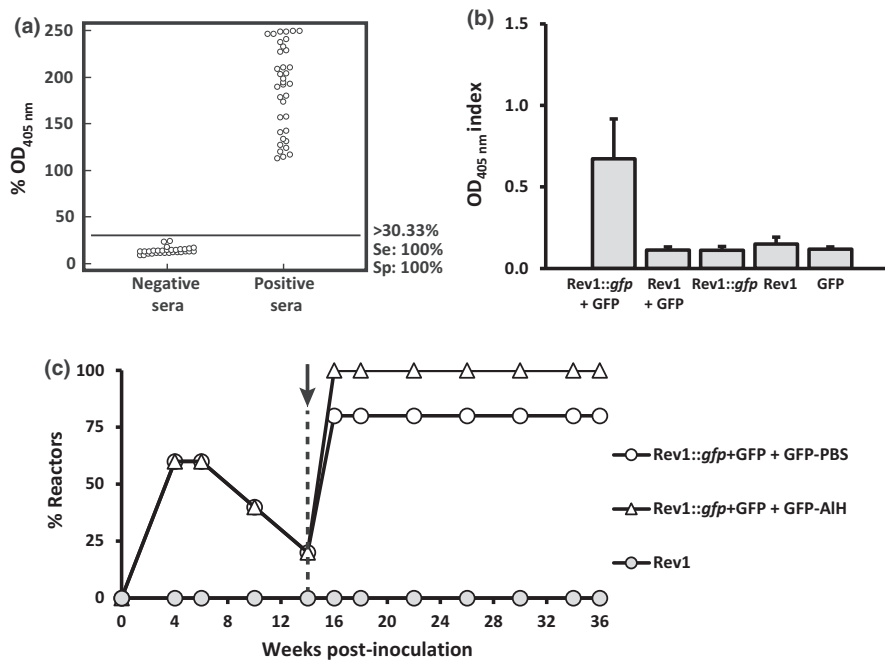 (a)
% OD405 nm
250
200
150
100
50
0
>30.33%
Se: 100%
Sp: 100%
Negative sera
Positive sera
(b)
OD405 nm index
1.5
1.0
0.5
0.0
Rev1::gfp + GFP
Rev1 + GFP
Rev1::gfp
Rev1
GFP
(c)
% Reactors
100
75
50
25
0
0 4 8 12 16 20 24 28 32 36
Weeks post-inoculation
Rev1::gfp+GFP + GFP-PBS
Rev1::gfp+GFP + GFP-AlH
Rev1